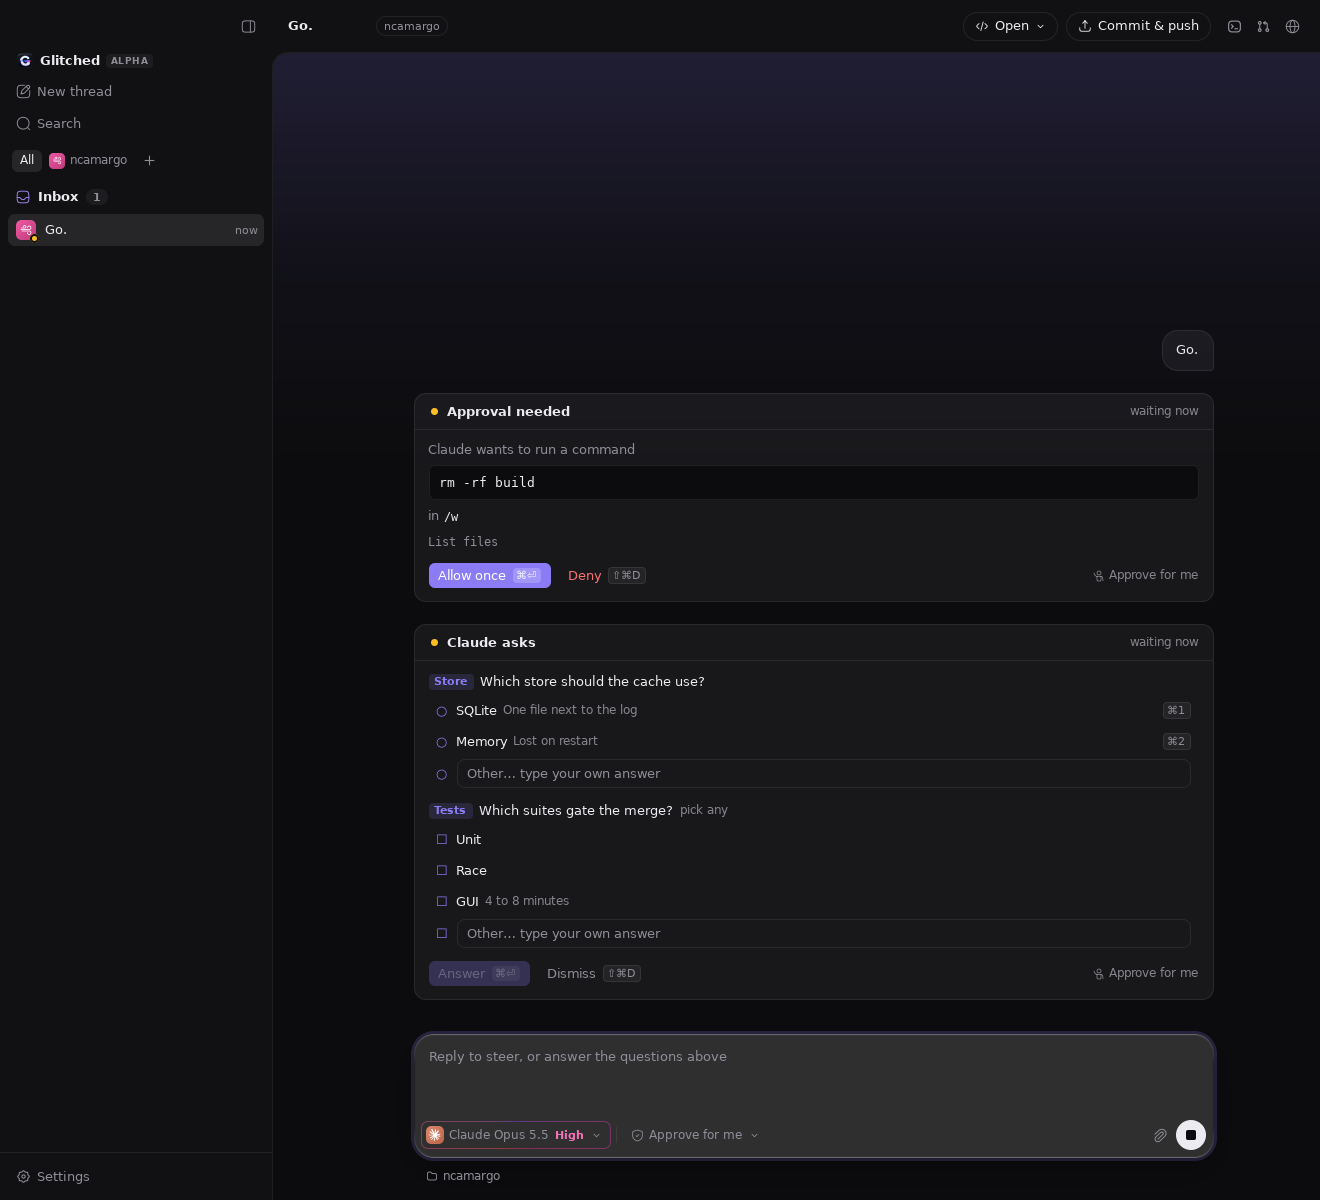 Go.
ncamargo
Open
Commit & push
Glitched ALPHA
New thread
Search
All ncamargo +
Inbox 1
Go. now
Go.
Approval needed waiting now
Claude wants to run a command
rm -rf build
in /w
List files
Allow once ⌘⏎ Deny ⇧⌘D Approve for me
Claude asks waiting now
Store Which store should the cache use?
SQLite One file next to the log ⌘1
Memory Lost on restart ⌘2
Other… type your own answer
Tests Which suites gate the merge? pick any
Unit
Race
GUI 4 to 8 minutes
Other… type your own answer
Answer ⌘⏎ Dismiss ⇧⌘D Approve for me
Reply to steer, or answer the questions above
Claude Opus 5.5 High Approve for me
ncamargo
Settings